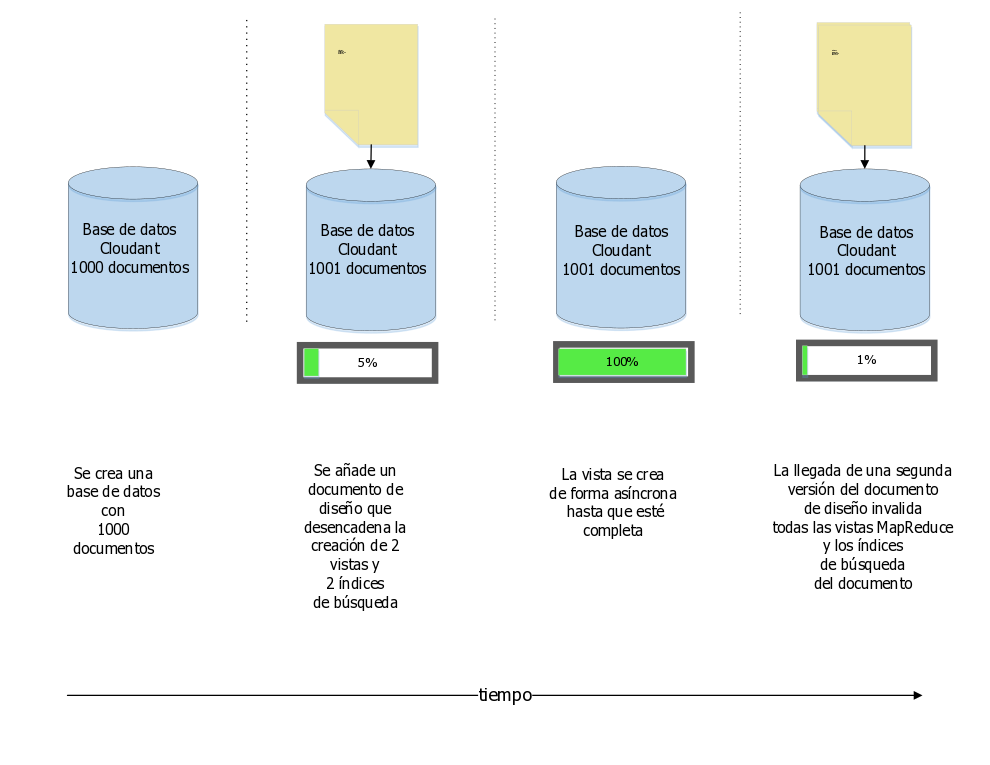 Base de datos
Cloudant
1000 documentos
Base de datos
Cloudant
1001 documentos
Base de datos
Cloudant
1001 documentos
Base de datos
Cloudant
1001 documentos
5%
100%
1%
Se crea una
base de datos
con
1000
documentos
Se añade un
documento de
diseño que
desencadena la
creación de 2
vistas y
2 índices
de búsqueda
La vista se crea
de forma asíncrona
hasta que esté
completa
La llegada de una segunda
versión del documento
de diseño invalida
todas las vistas MapReduce
y los índices
de búsqueda
del documento
tiempo